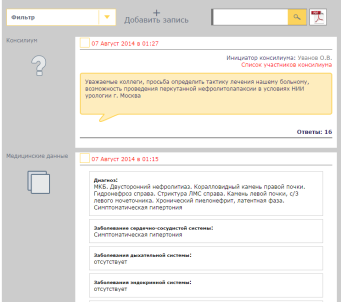 Фильтр
Добавить запись
Консилиум
07 Август 2014 в 01:27
Инициатор консилиума: Уванов О.В.
Список участников консилиума
Уважаемые коллеги, просьба определить тактику лечения нашему больному,
возможность проведения перкутанной нефролитолапаксии в условиях НИИ
урологии г. Москва
Ответы: 16
Медицинские данные
07 Август 2014 в 01:15
Диагноз:
МКБ. Двусторонний нефролитиаз. Коралловидный камень правой почки.
Гидронефроз справа. Стриктура ЛМС справа. Камень левой почки, с/3
левого мочеточника. Хронический пиелонефрит, латентная фаза.
Симптоматическая гипертония
Заболевание сердечно-сосудистой системы:
Симптоматическая гипертония
Заболевание дыхательной системы:
отсутствует
Заболевание эндокринной системы:
отсутствует